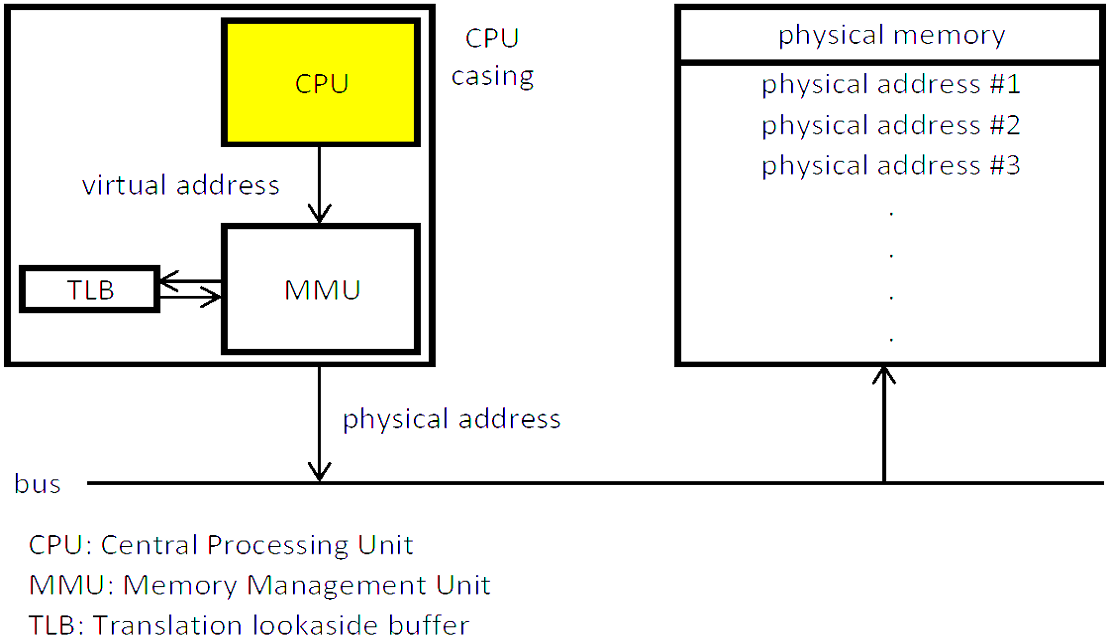 CPU
CPU
casing
virtual address
TLB
MMU
physical address
bus
physical memory
physical address #1
physical address #2
physical address #3
.
.
.
.
CPU: Central Processing Unit
MMU: Memory Management Unit
TLB: Translation lookaside buffer